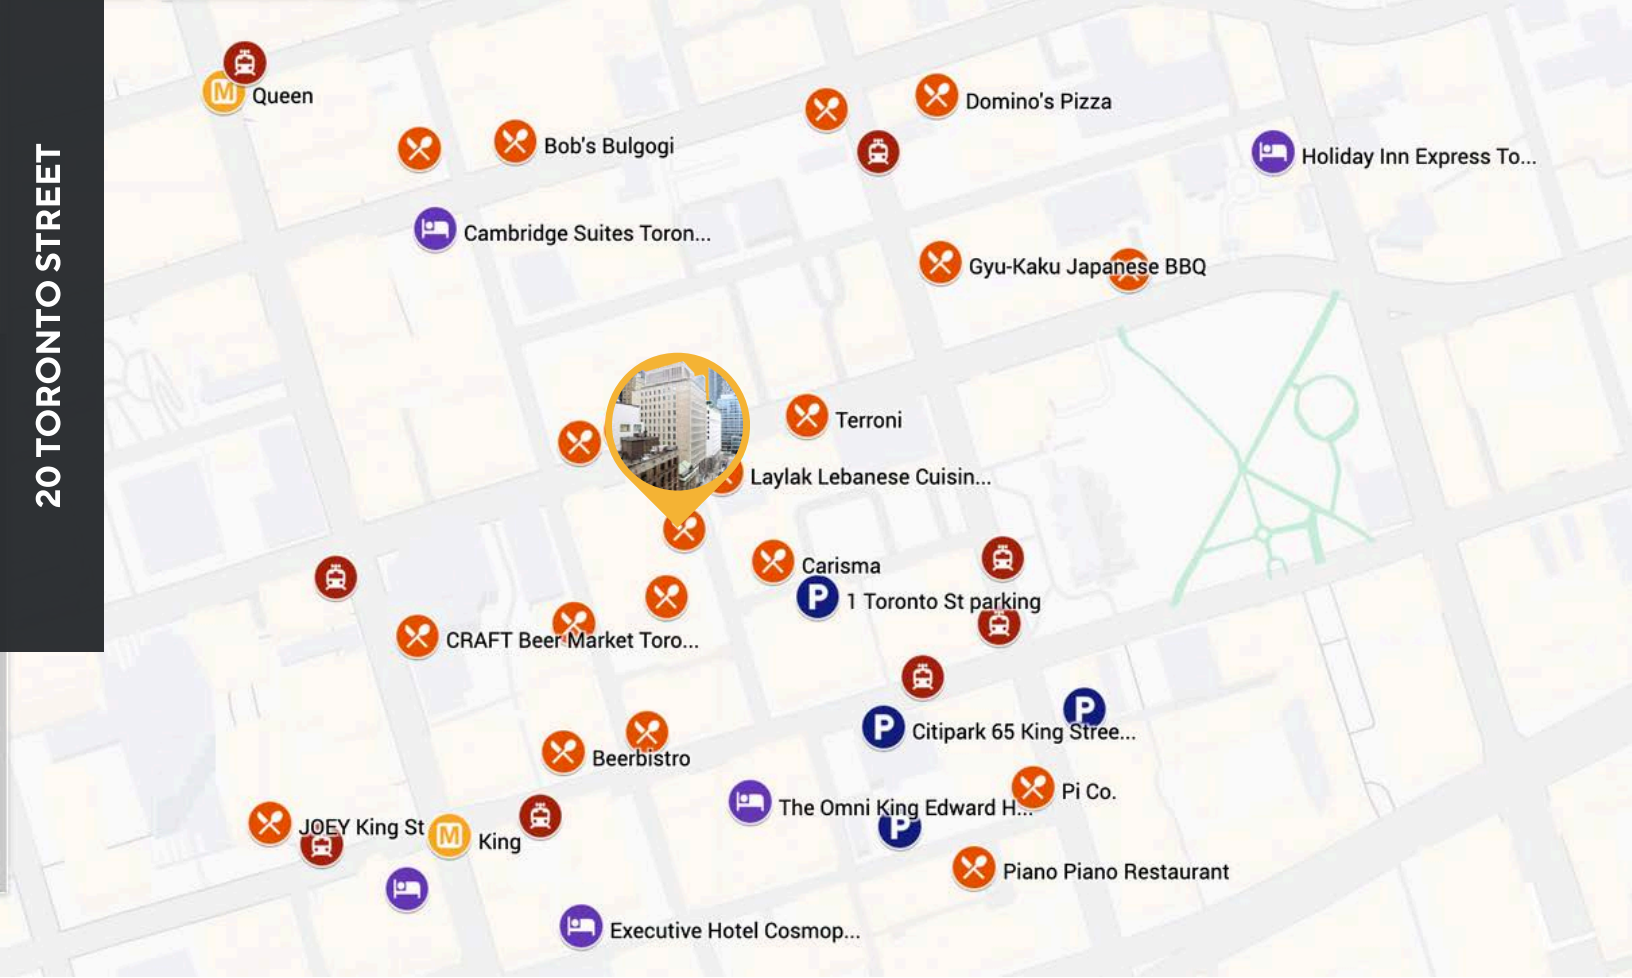 20 TORONTO STREET
M
Queen
Bob's Bulgogi
Domino's Pizza
Holiday Inn Express To...
Cambridge Suites Toron...
Gyu-Kaku Japanese BBQ
Terroni
Laylak Lebanese Cuisin...
Carisma
P
1 Toronto St parking
CRAFT Beer Market Toro...
P
P
Citipark 65 King Stree...
Beerbistro
Pi Co.
The Omni King Edward H...
P
JOEY King St
M
King
Piano Piano Restaurant
Executive Hotel Cosmop...